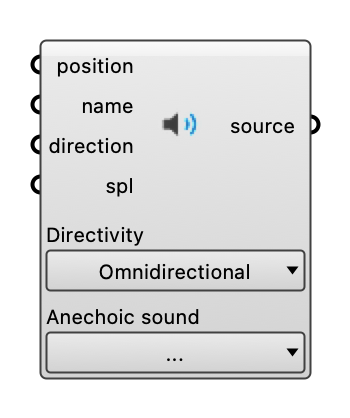 position
name
direction
source
spl
Directivity
Omnidirectional
Anechoic sound
...